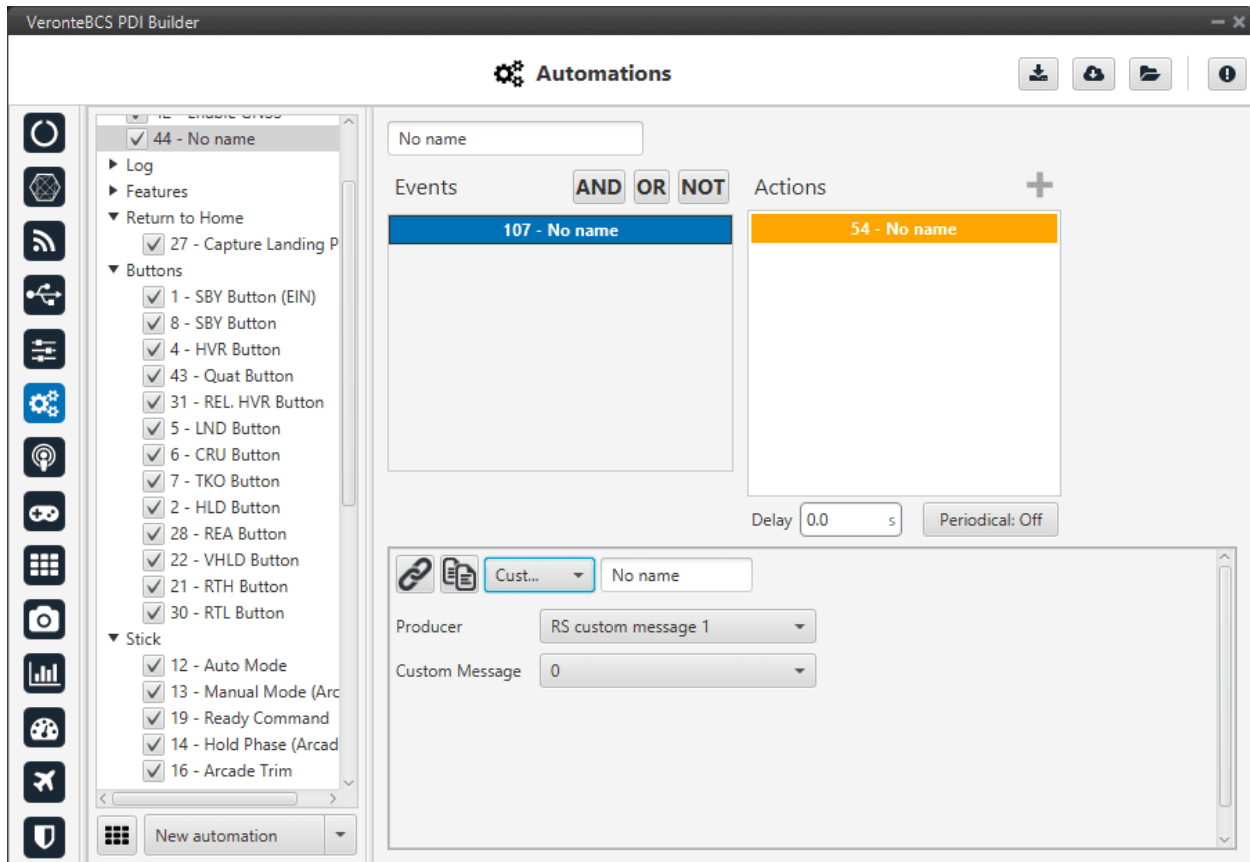 VeronteBCS PDI Builder
Automations
44 - No name
Log
Features
Return to Home
27 - Capture Landing P
Buttons
1 - SBY Button (EIN)
8 - SBY Button
4 - HVR Button
43 - Quat Button
31 - REL. HVR Button
5 - LND Button
6 - CRU Button
7 - TKO Button
2 - HLD Button
28 - REA Button
22 - VHLD Button
21 - RTH Button
30 - RTL Button
Stick
12 - Auto Mode
13 - Manual Mode (Arc
19 - Ready Command
14 - Hold Phase (Arcad
16 - Arcade Trim
New automation
No name
Events AND OR NOT Actions
107 - No name
54 - No name
Delay 0.0 s Periodical: Off
Cust... No name
Producer RS custom message 1
Custom Message 0